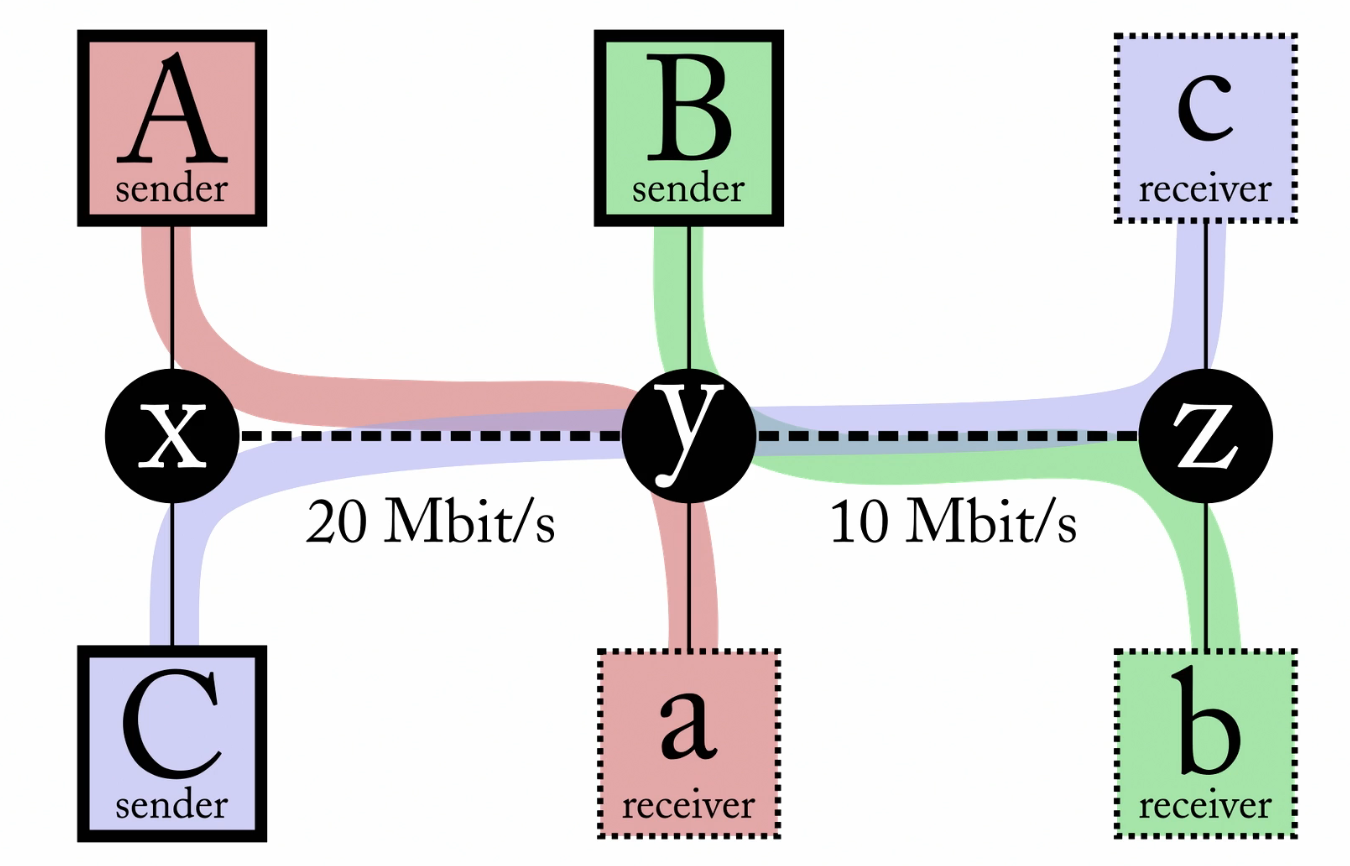 A
sender
B
sender
c
receiver
x
y
z
20 Mbit/s
10 Mbit/s
C
sender
a
receiver
b
receiver